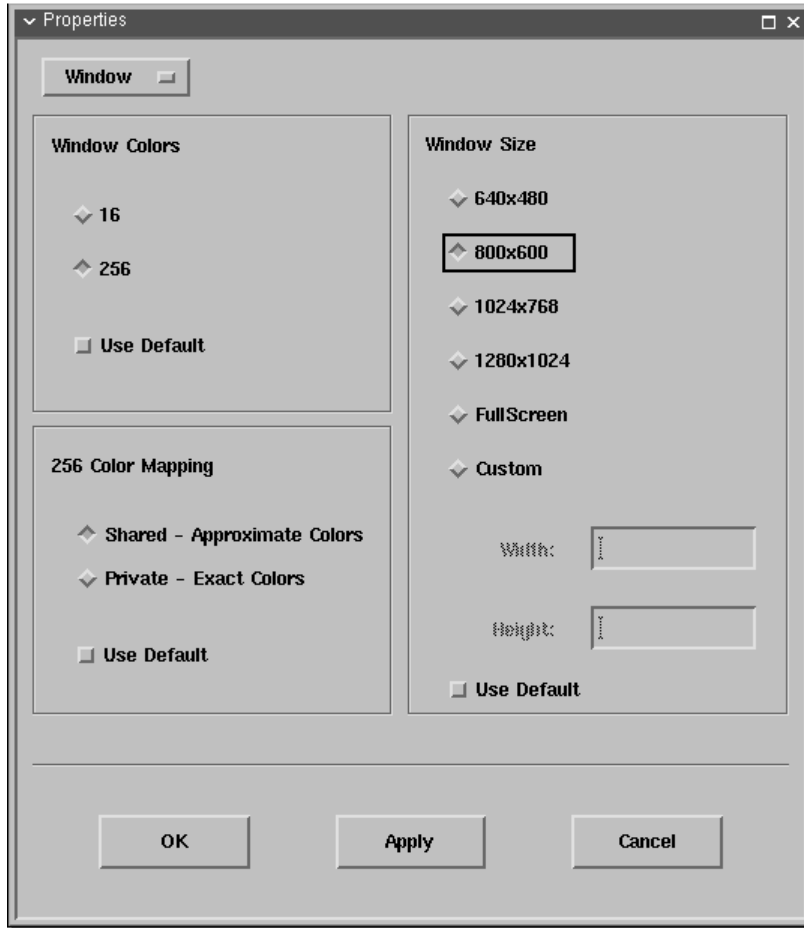 Properties
Window
Window Colors
16
256
Use Default
256 Color Mapping
Shared - Approximate Colors
Private - Exact Colors
Use Default
Window Size
640x480
800x600
1024x768
1280x1024
FullScreen
Custom
Width:
Height:
Use Default
OK
Apply
Cancel